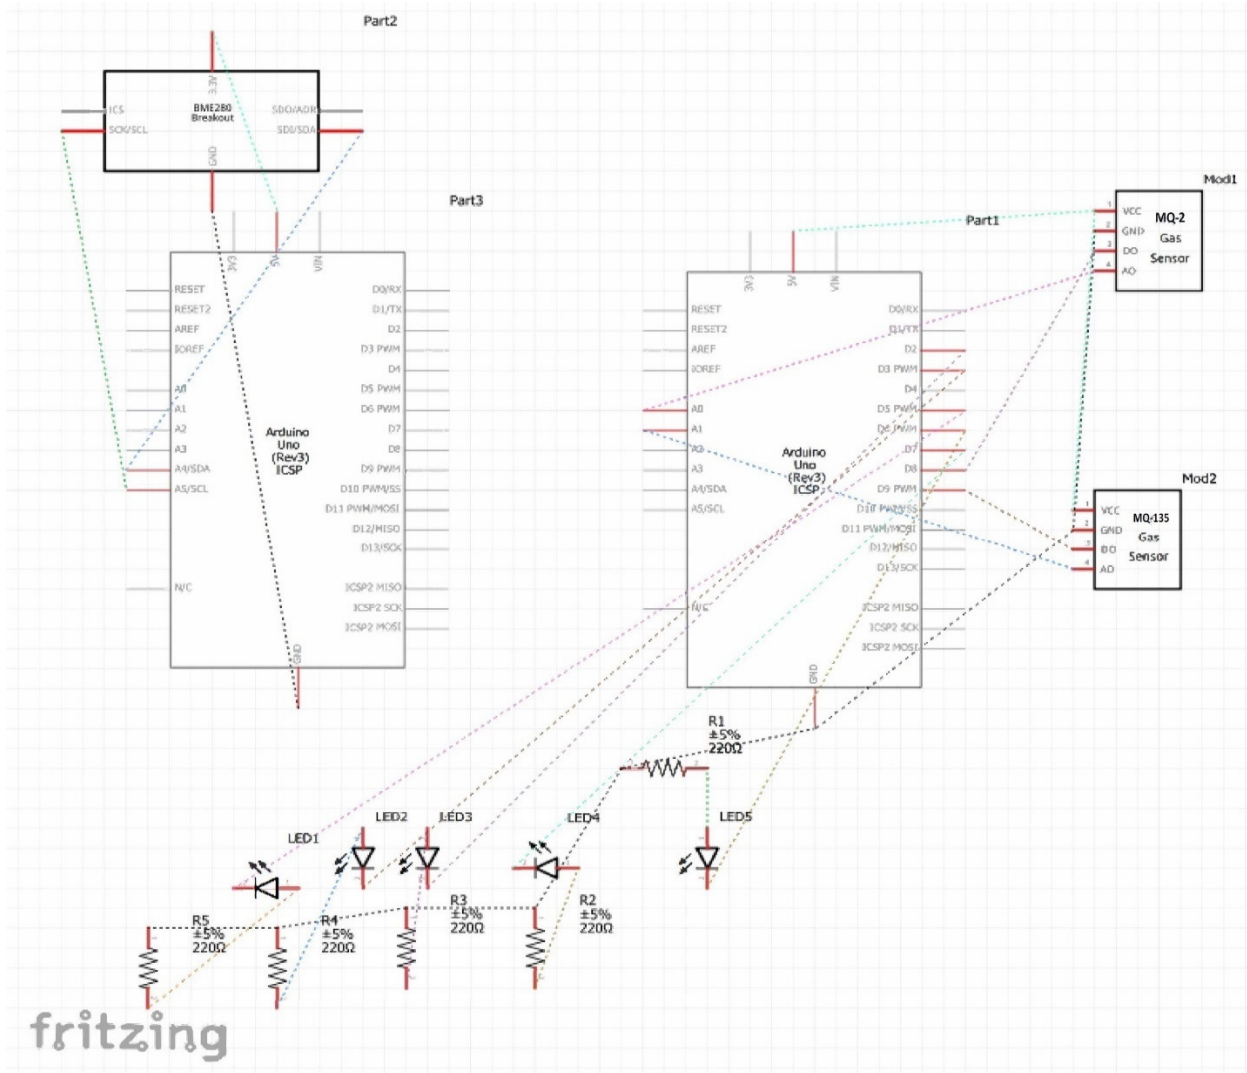 Part2
3.3V
ICS
BME280
Breakout
SDO/ADR
SCK/SCL
SDI/SDA
GND
Part3
3V3
5V
VIN
RESET
D0/RX
RESET2
D1/TX
AREF
D2
IOREF
D3 PWM
D4
A0
D5 PWM
A1
D6 PWM
A2
D7
A3
D8
A4/SDA
D9 PWM
A5/SCL
D10 PWM/SS
D11 PWM/MOSI
D12/MISO
D13/SCK
Arduino
Uno
(Rev3)
ICSP
N/C
ICSP2 MISO
ICSP2 SCK
ICSP2 MOSI
GND
Part1
3V3
5V
VIN
RESET
D0/RX
RESET2
D1/TX
AREF
D2
IOREF
D3 PWM
D4
A0
D5 PWM
A1
D6 PWM
A2
D7
A3
D8
A4/SDA
D9 PWM
A5/SCL
D10 PWM/SS
D11 PWM/MOSI
D12/MISO
D13/SCK
Arduino
Uno
(Rev3)
ICSP
N/C
ICSP2 MISO
ICSP2 SCK
ICSP2 MOSI
GND
Mod1
1
VCC
2
GND
3
DO
4
AO
MQ-2
Gas
Sensor
Mod2
1
VCC
2
GND
3
DO
4
AO
MQ-135
Gas
Sensor
R1
±5%
220Ω
LED1
LED2
LED3
LED4
LED5
R5
±5%
220Ω
R4
±5%
220Ω
R3
±5%
220Ω
R2
±5%
220Ω
fritzing